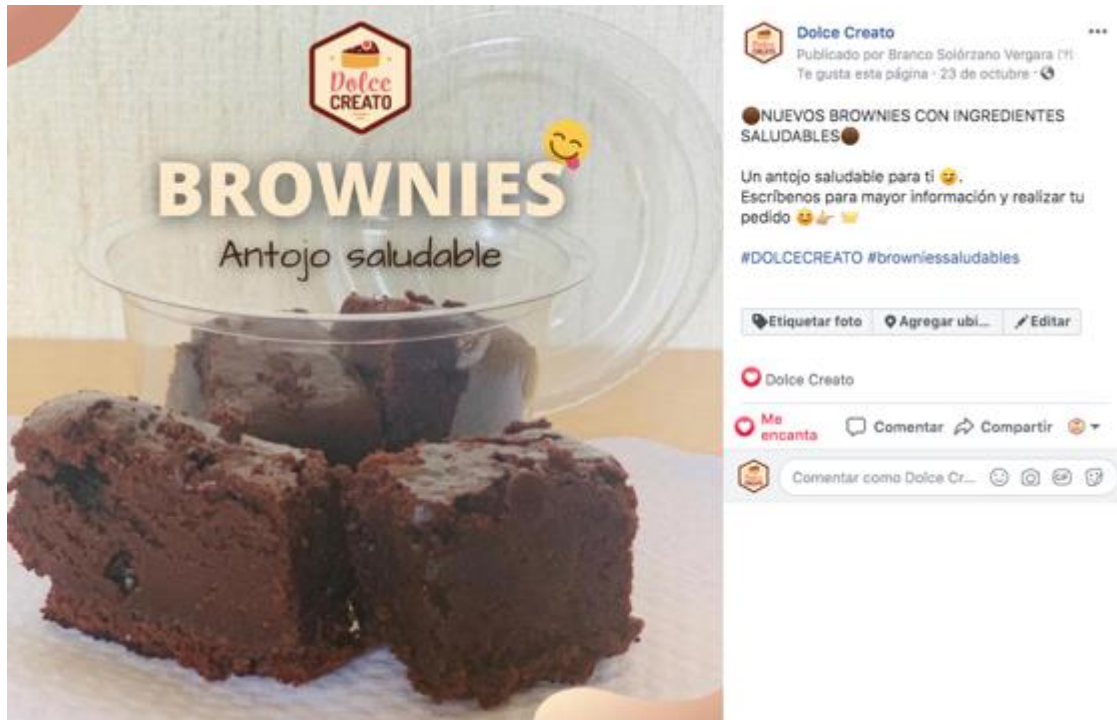 Dolce
CREATO
BROWNIES
Antojo saludable
Dolce Creato
Publicado por Branco Solórzano Vergara [?]
Te gusta esta página · 23 de octubre ·
NUEVOS BROWNIES CON INGREDIENTES
SALUDABLES
Un antojo saludable para ti 😋.
Escríbenos para mayor información y realizar tu
pedido
#DOLCECREATO #browniessaludables
Etiquetar foto
Agregar ubi...
Editar
Dolce Creato
Me
encanta
Comentar
Compartir
Comentar como Dolce Cr...
GIF